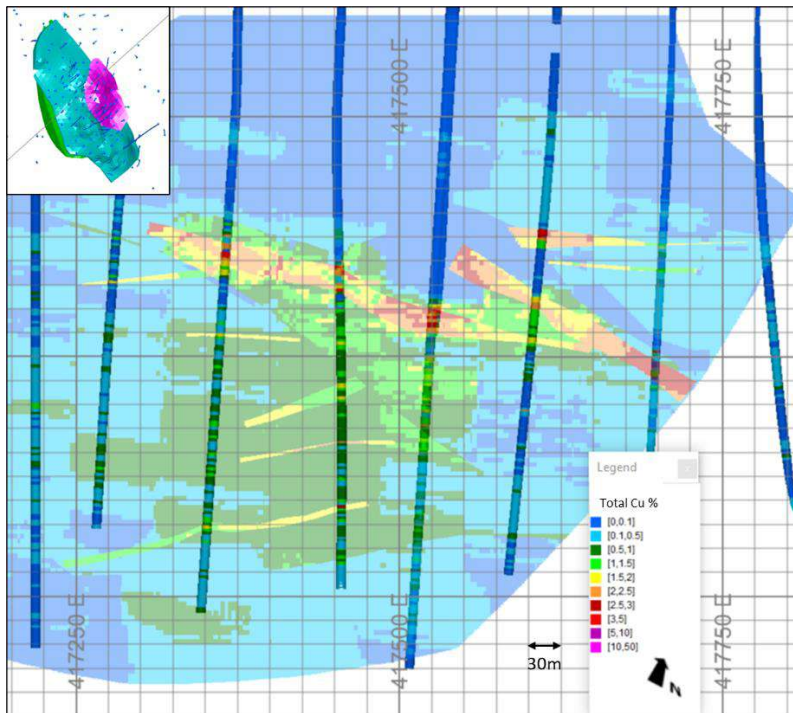 417500 E
417750 E
Legend
Total Cu %
[0,0.1]
[0.1,0.5]
[0.5,1]
[1,1.5]
[1.5,2]
[2,2.5]
[2.5,3]
[3,5]
[5,10]
[10,50]
417250 E
417500 E
417750 E
30m
N